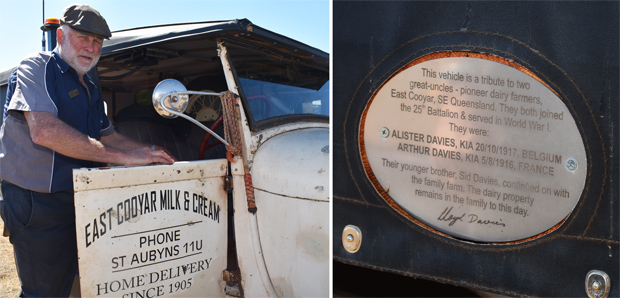 EAST COOYAR MILK & CREAM
PHONE
ST AUBYNS 11U
HOME DELIVERY
SINCE 1905
This vehicle is a tribute to two
great-uncles - pioneer dairy farmers,
East Cooyar, SE Queensland. They both joined
the 25th Battalion & served in World War I.
They were:
ALISTER DAVIES, KIA 20/10/1917, BELGIUM
ARTHUR DAVIES, KIA 5/8/1916, FRANCE
Their younger brother, Sid Davies, continued on with
the family farm. The dairy property
remains in the family to this day.
Lloyd Davies